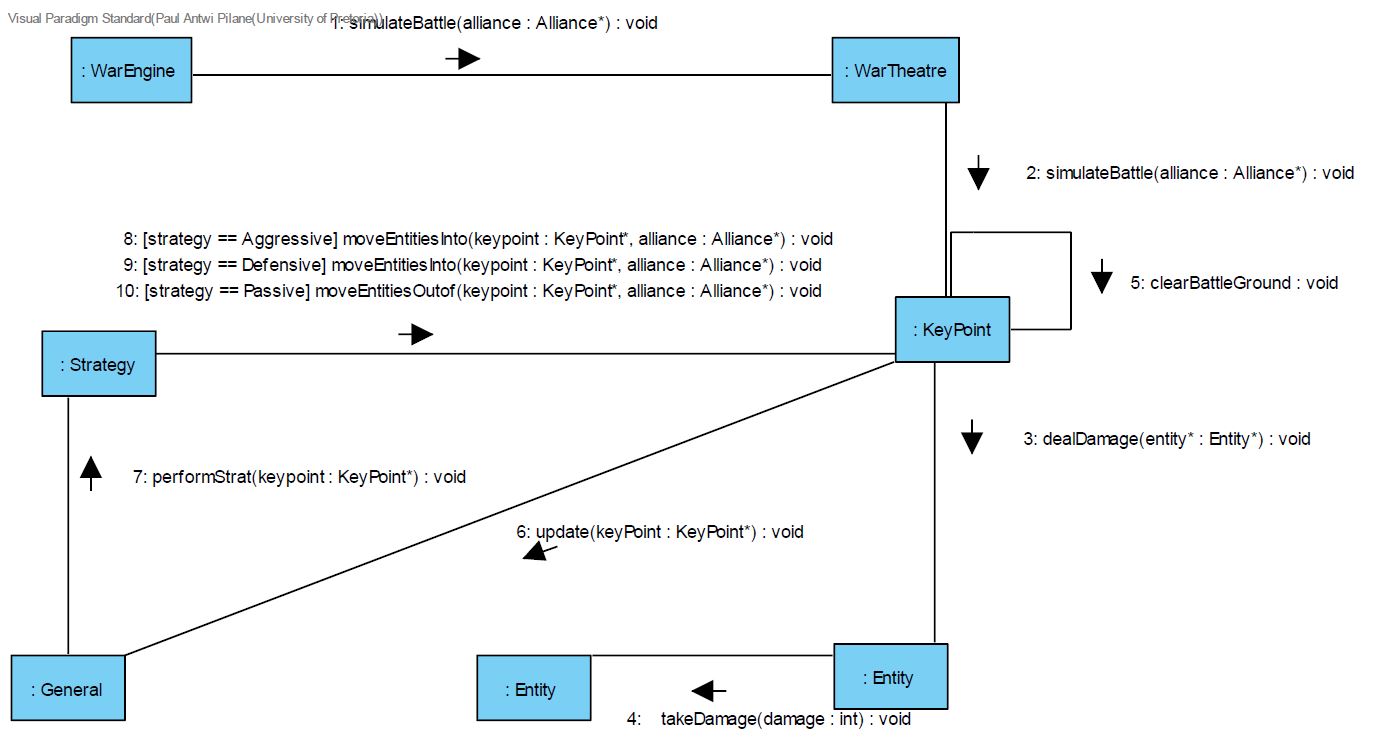 Visual Paradigm Standard(Paul Antwi Pilane(University of Pretoria))
1: simulateBattle(alliance : Alliance*) : void
: WarEngine
: WarTheatre
2: simulateBattle(alliance : Alliance*) : void
8: [strategy == Aggressive] moveEntitiesInto(keypoint : KeyPoint*, alliance : Alliance*) : void
9: [strategy == Defensive] moveEntitiesInto(keypoint : KeyPoint*, alliance : Alliance*) : void
10: [strategy == Passive] moveEntitiesOutof(keypoint : KeyPoint*, alliance : Alliance*) : void
5: clearBattleGround : void
: KeyPoint
: Strategy
3: dealDamage(entity* : Entity*) : void
7: performStrat(keypoint : KeyPoint*) : void
6: update(keyPoint : KeyPoint*) : void
: General
: Entity
: Entity
4: takeDamage(damage : int) : void